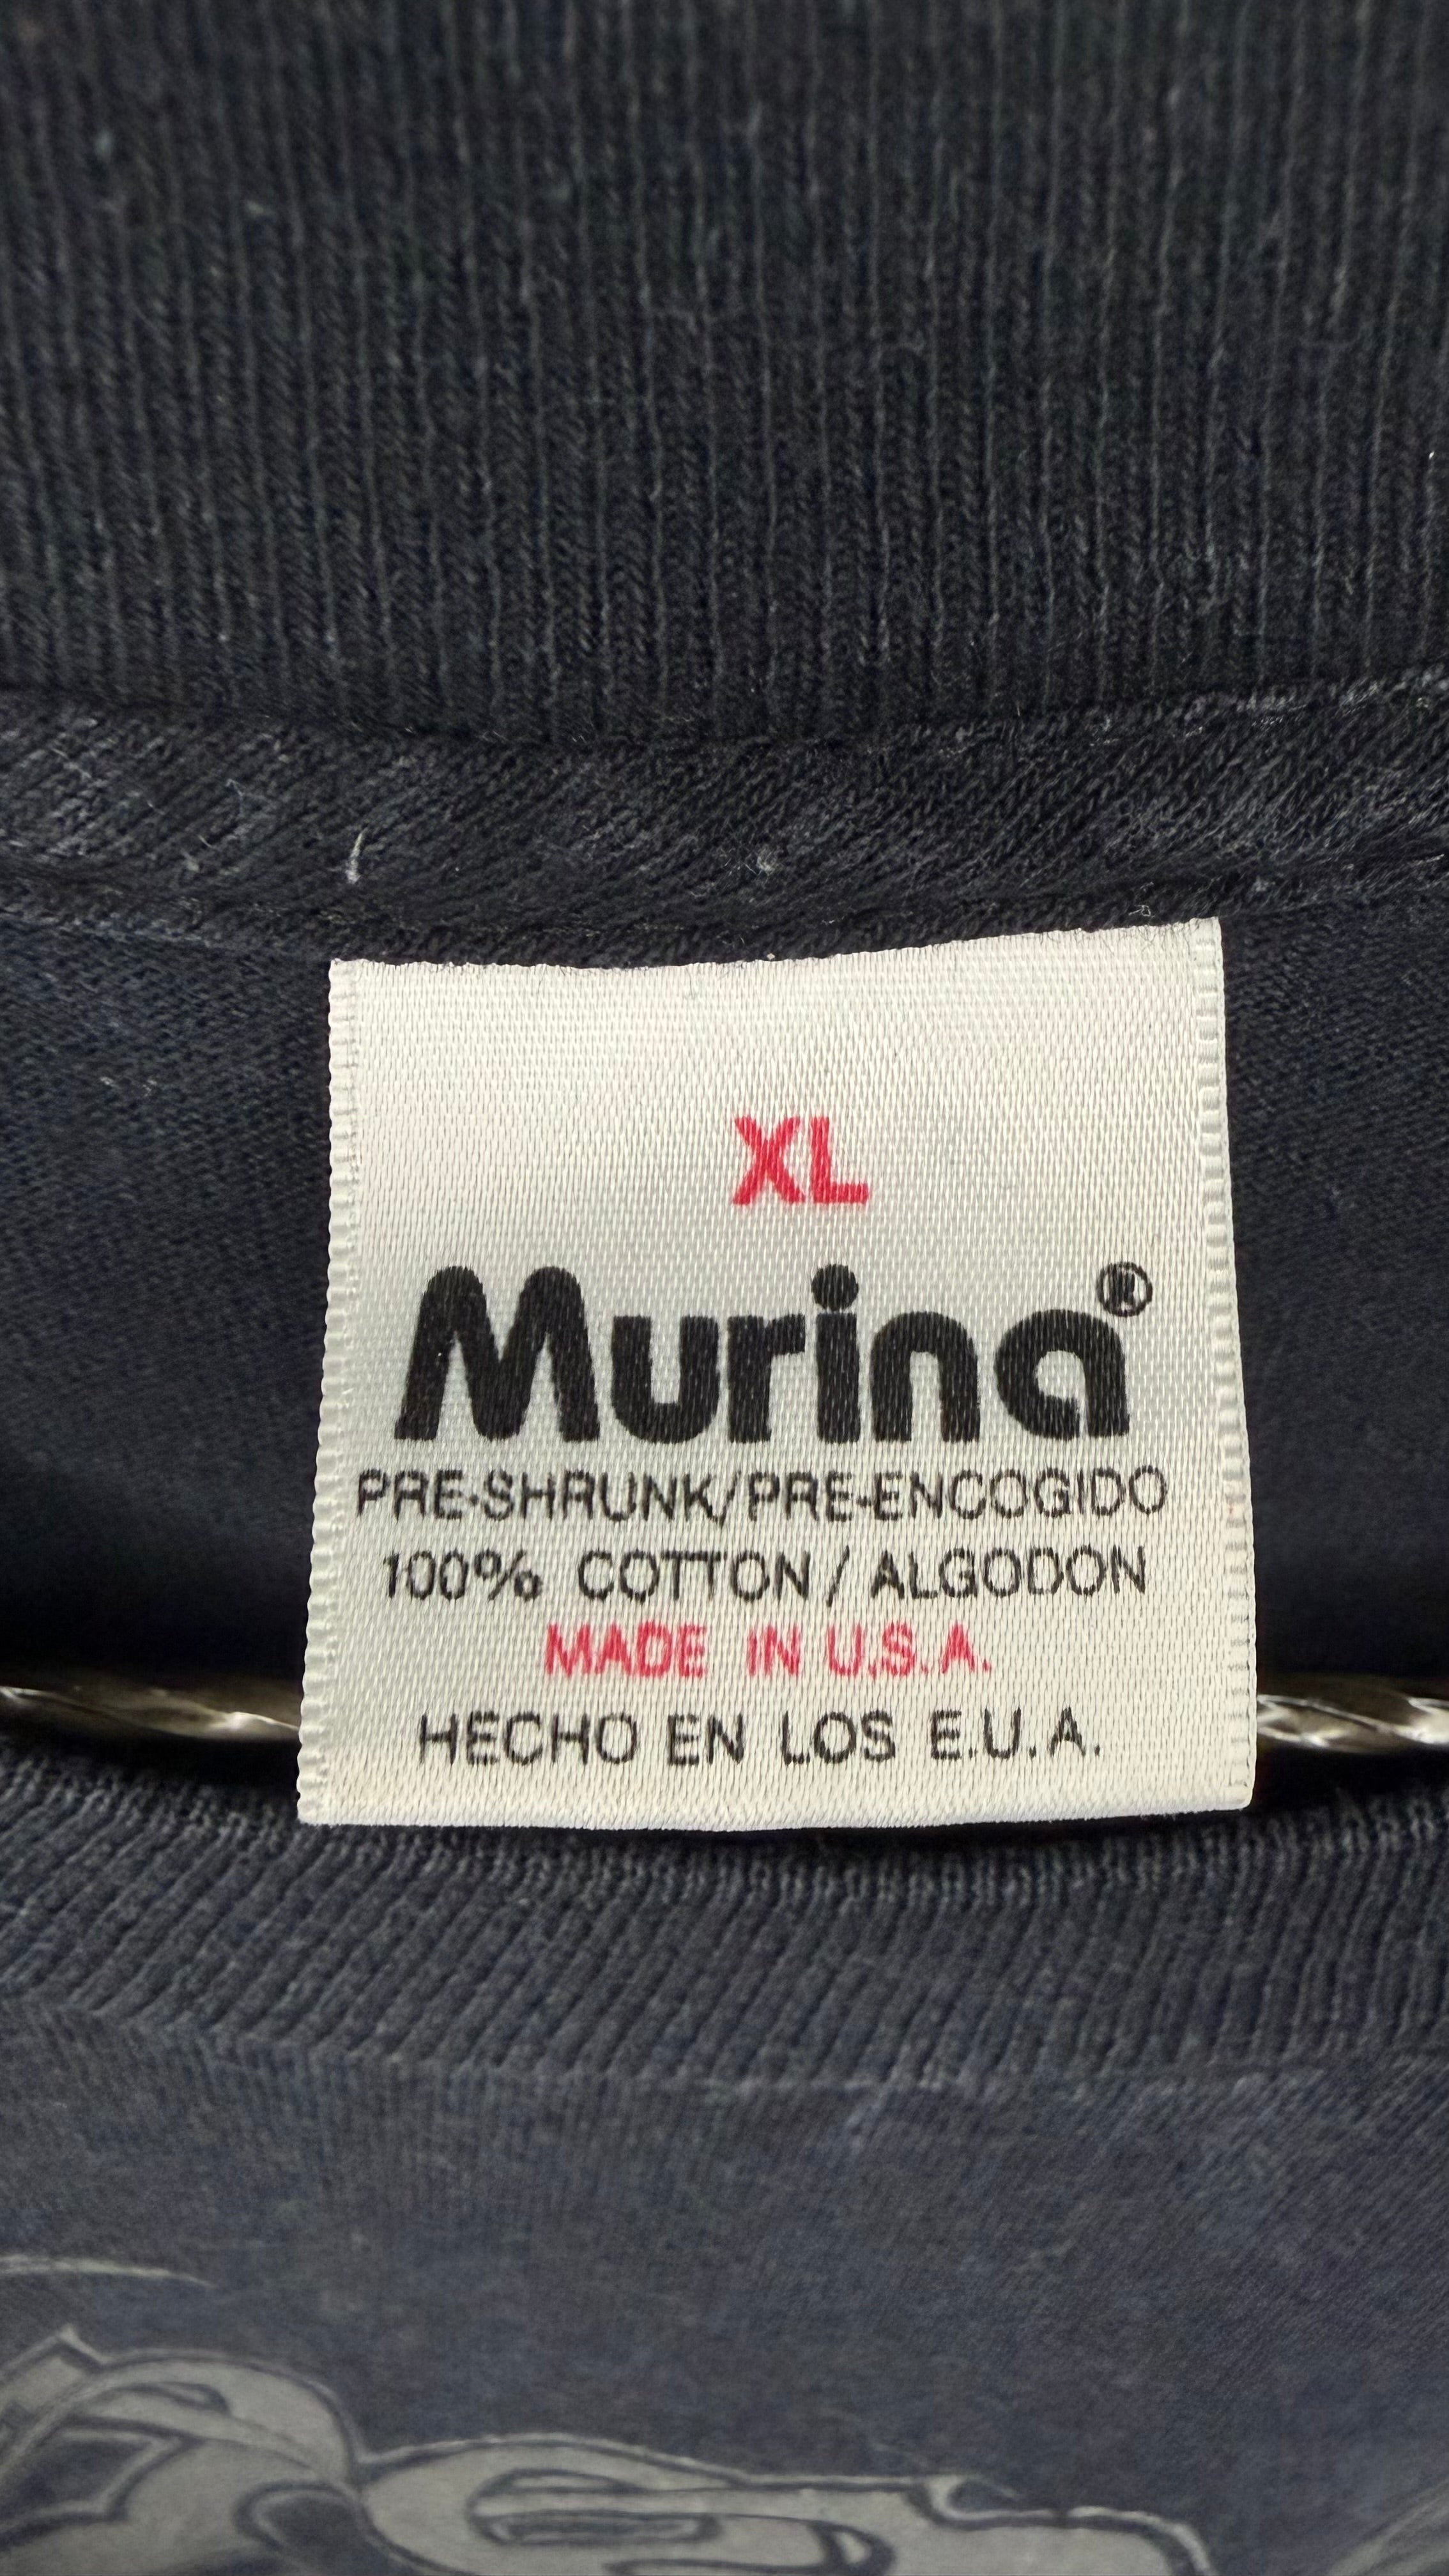 XL
Murina®
PRE-SHRUNK/PRE-ENCOGIDO
100% COTTON / ALGODON
MADE IN U.S.A.
HECHO EN LOS E.U.A.